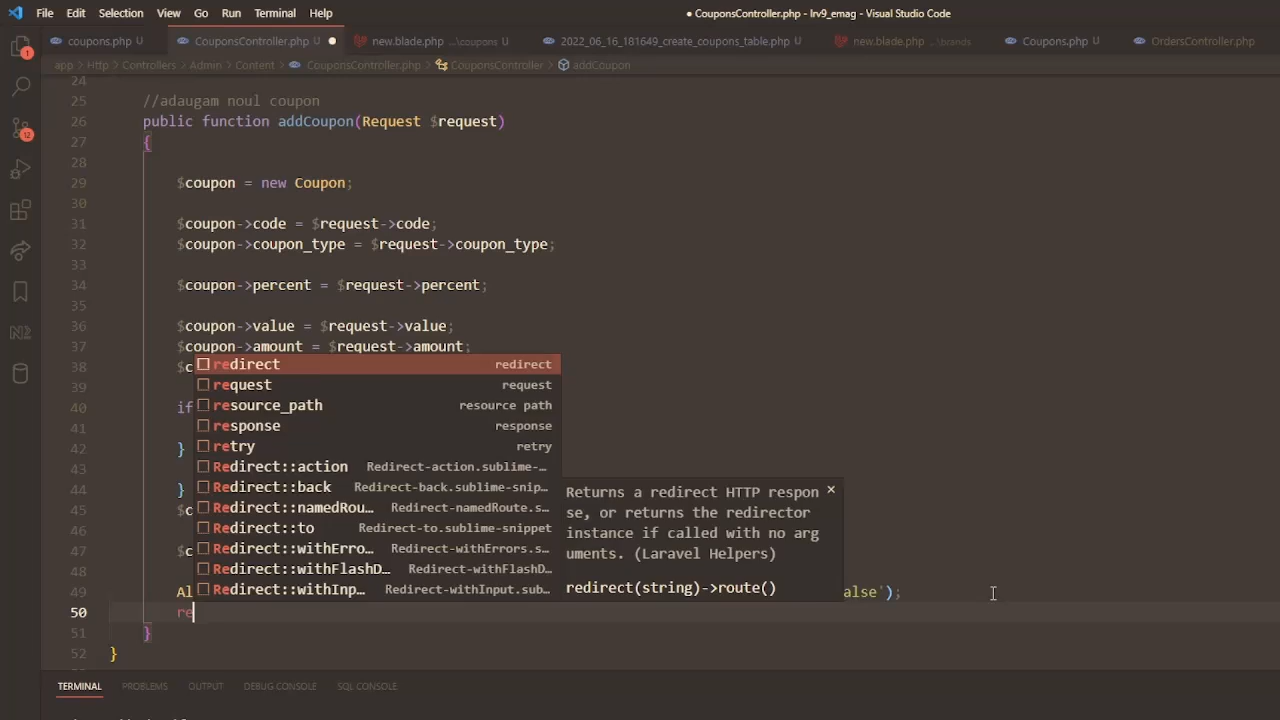 File Edit Selection View Go Run Terminal Help
● CouponsController.php - lrv9_emag - Visual Studio Code
coupons.php U
CouponsController.php U ●
new.blade.php ...\coupons U
2022_06_16_181649_create_coupons_table.php U
new.blade.php ...\brands U
Coupons.php U
OrdersController.php
app > Http > Controllers > Admin > Content > CouponsController.php > CouponsController > addCoupon
24
25 //adaugam noul coupon
26 public function addCoupon(Request $request)
27 {
28
29 $coupon = new Coupon;
30
31 $coupon->code = $request->code;
32 $coupon->coupon_type = $request->coupon_type;
33
34 $coupon->percent = $request->percent;
35
36 $coupon->value = $request->value;
37 $coupon->amount = $request->amount;
38 $c
39
40 if
41
42 }
43
44 }
45 $c
46
47 $c
48
49 Al alse');
50 re
51 }
52 }
redirect redirect
request request
resource_path resource path
response response
retry retry
Redirect::action Redirect-action.sublime-…
Redirect::back Redirect-back.sublime-snip…
Redirect::namedRou… Redirect-namedRoute.s…
Redirect::to Redirect-to.sublime-snippet
Redirect::withErro… Redirect-withErrors.s…
Redirect::withFlashD… Redirect-withFlashD…
Redirect::withInp… Redirect-withInput.sub…
Returns a redirect HTTP respon
se, or returns the redirector
instance if called with no arg
uments. (Laravel Helpers)
redirect(string)->route()
1
12
TERMINAL PROBLEMS OUTPUT DEBUG CONSOLE SQL CONSOLE